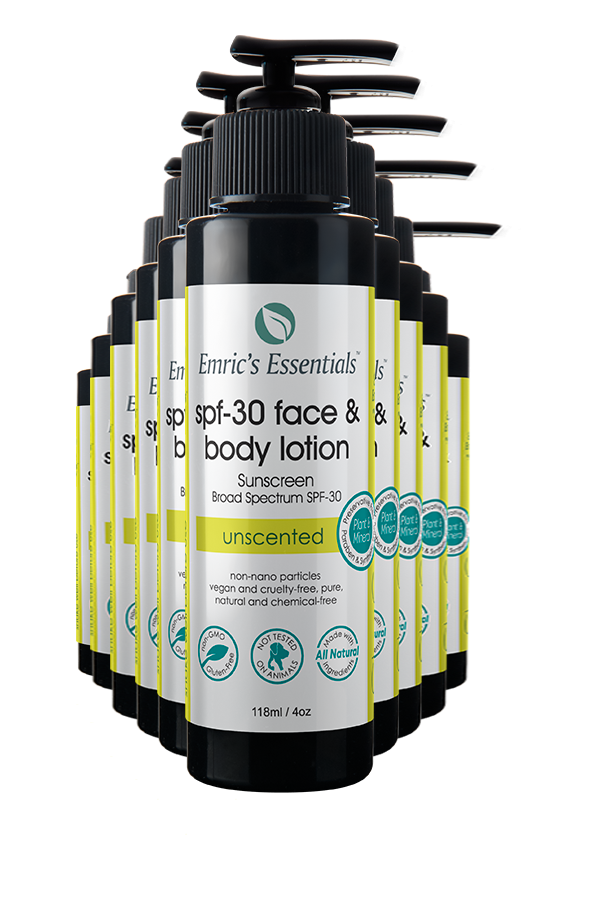 Emric's Essentials™
spf-30 face &
body lotion
Sunscreen
Broad Spectrum SPF-30
unscented
non-nano particles
vegan and cruelty-free, pure,
natural and chemical-free
Preservative
Plant &
Mineral
Paraben &
non-GMO
Gluten-Free
NOT TESTED
ON ANIMALS
Made with
All Natural
Ingredients
118ml / 4oz